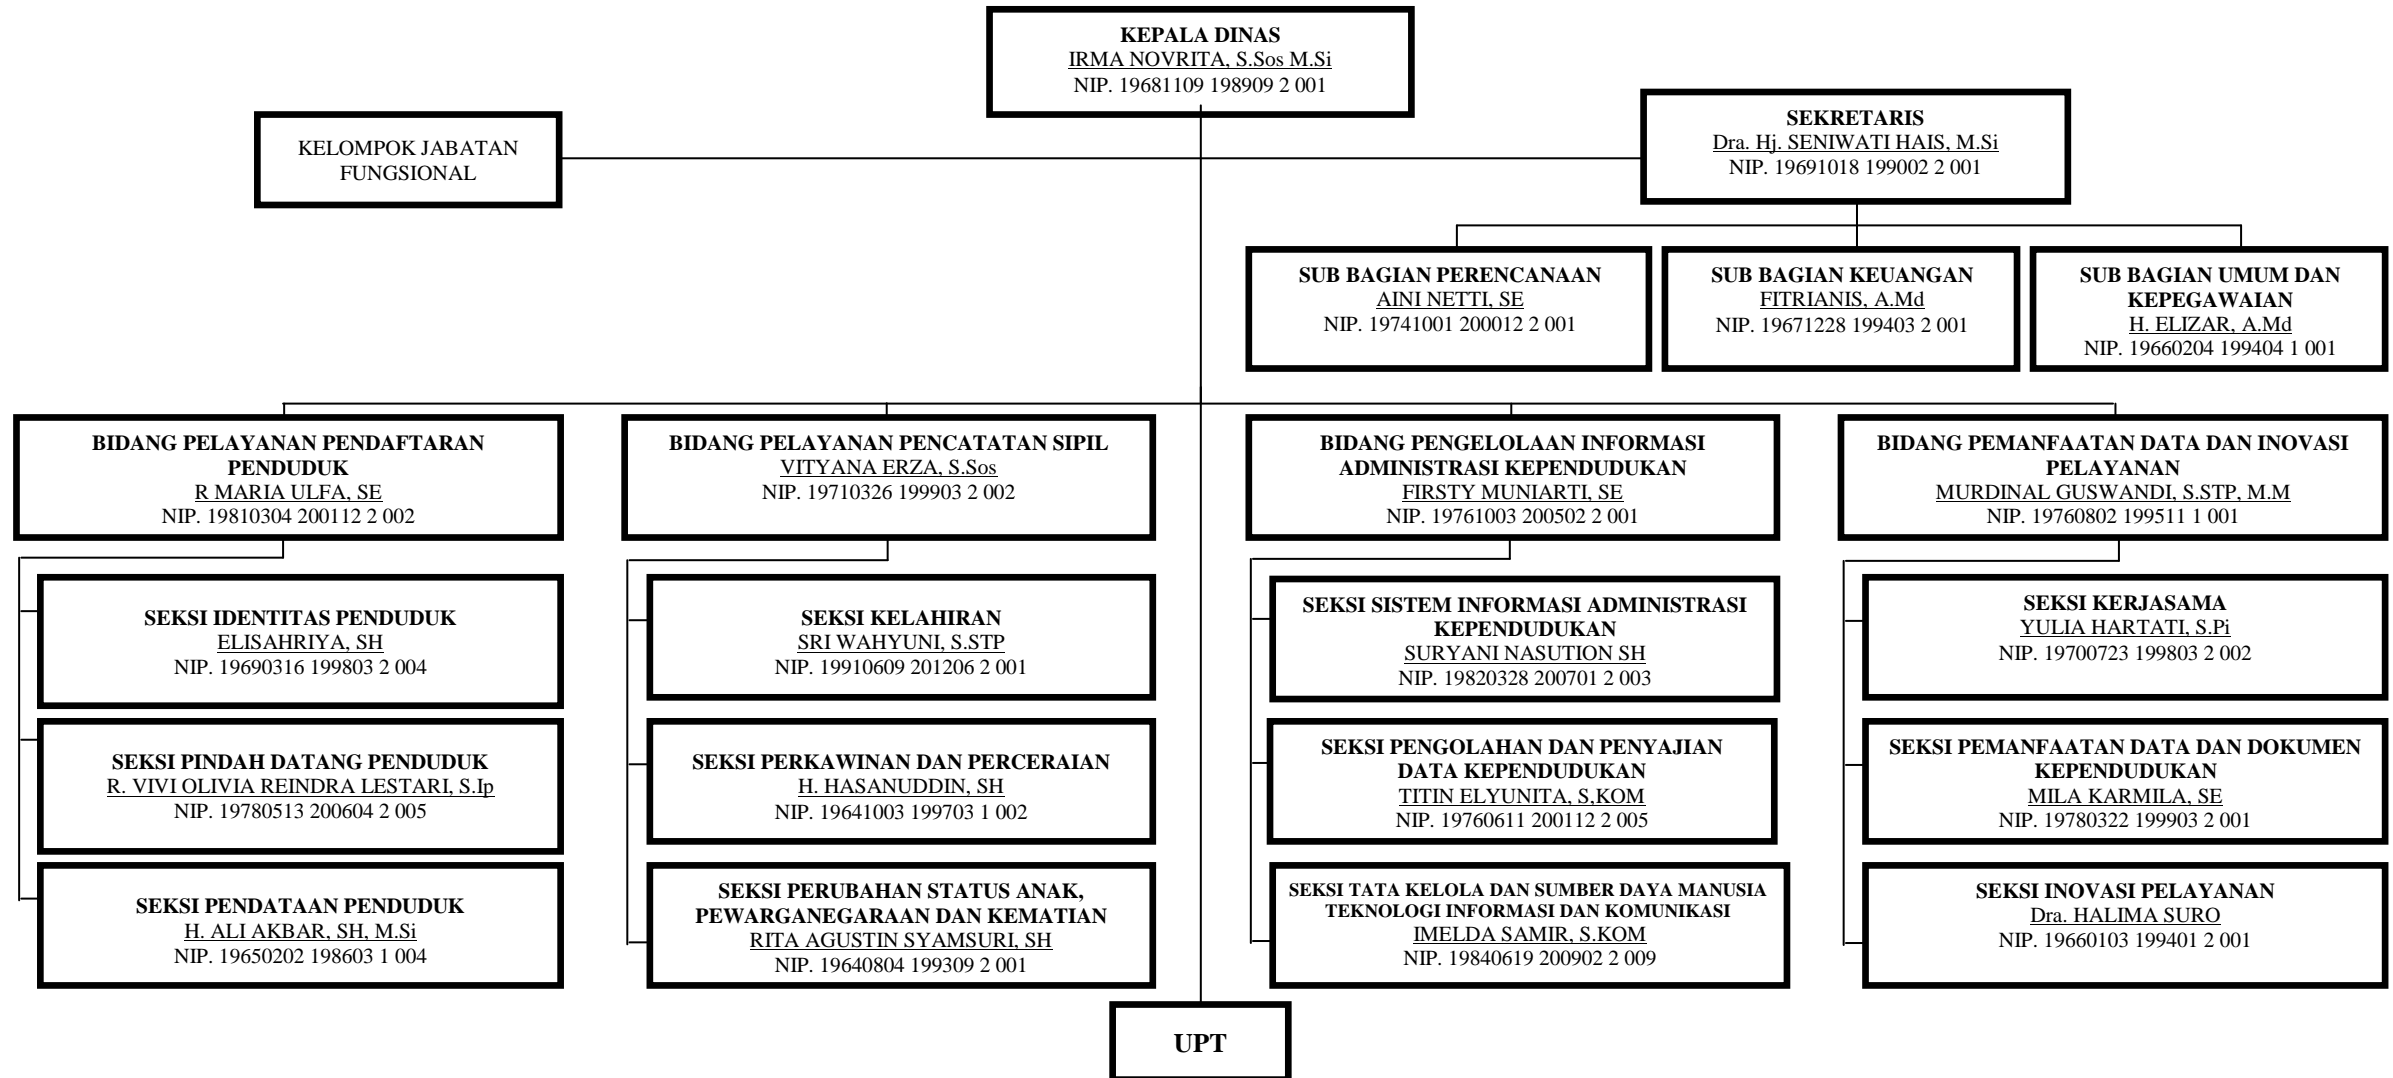 KEPALA DINAS
IRMA NOVRITA, S.Sos M.Si
NIP. 19681109 198909 2 001
KELOMPOK JABATAN
FUNGSIONAL
SEKRETARIS
Dra. Hj. SENIWATI HAIS, M.Si
NIP. 19691018 199002 2 001
SUB BAGIAN PERENCANAAN
AINI NETTI, SE
NIP. 19741001 200012 2 001
SUB BAGIAN KEUANGAN
FITRIANIS, A.Md
NIP. 19671228 199403 2 001
SUB BAGIAN UMUM DAN
KEPEGAWAIAN
H. ELIZAR, A.Md
NIP. 19660204 199404 1 001
BIDANG PELAYANAN PENDAFTARAN
PENDUDUK
R MARIA ULFA, SE
NIP. 19810304 200112 2 002
BIDANG PELAYANAN PENCATATAN SIPIL
VITYANA ERZA, S.Sos
NIP. 19710326 199903 2 002
BIDANG PENGELOLAAN INFORMASI
ADMINISTRASI KEPENDUDUKAN
FIRSTY MUNIARTI, SE
NIP. 19761003 200502 2 001
BIDANG PEMANFAATAN DATA DAN INOVASI
PELAYANAN
MURDINAL GUSWANDI, S.STP, M.M
NIP. 19760802 199511 1 001
SEKSI IDENTITAS PENDUDUK
ELISAHRIYA, SH
NIP. 19690316 199803 2 004
SEKSI KELAHIRAN
SRI WAHYUNI, S.STP
NIP. 19910609 201206 2 001
SEKSI SISTEM INFORMASI ADMINISTRASI
KEPENDUDUKAN
SURYANI NASUTION SH
NIP. 19820328 200701 2 003
SEKSI KERJASAMA
YULIA HARTATI, S.Pi
NIP. 19700723 199803 2 002
SEKSI PINDAH DATANG PENDUDUK
R. VIVI OLIVIA REINDRA LESTARI, S.Ip
NIP. 19780513 200604 2 005
SEKSI PERKAWINAN DAN PERCERAIAN
H. HASANUDDIN, SH
NIP. 19641003 199703 1 002
SEKSI PENGOLAHAN DAN PENYAJIAN
DATA KEPENDUDUKAN
TITIN ELYUNITA, S,KOM
NIP. 19760611 200112 2 005
SEKSI PEMANFAATAN DATA DAN DOKUMEN
KEPENDUDUKAN
MILA KARMILA, SE
NIP. 19780322 199903 2 001
SEKSI PENDATAAN PENDUDUK
H. ALI AKBAR, SH, M.Si
NIP. 19650202 198603 1 004
SEKSI PERUBAHAN STATUS ANAK,
PEWARGANEGARAAN DAN KEMATIAN
RITA AGUSTIN SYAMSURI, SH
NIP. 19640804 199309 2 001
SEKSI TATA KELOLA DAN SUMBER DAYA MANUSIA
TEKNOLOGI INFORMASI DAN KOMUNIKASI
IMELDA SAMIR, S.KOM
NIP. 19840619 200902 2 009
SEKSI INOVASI PELAYANAN
Dra. HALIMA SURO
NIP. 19660103 199401 2 001
UPT